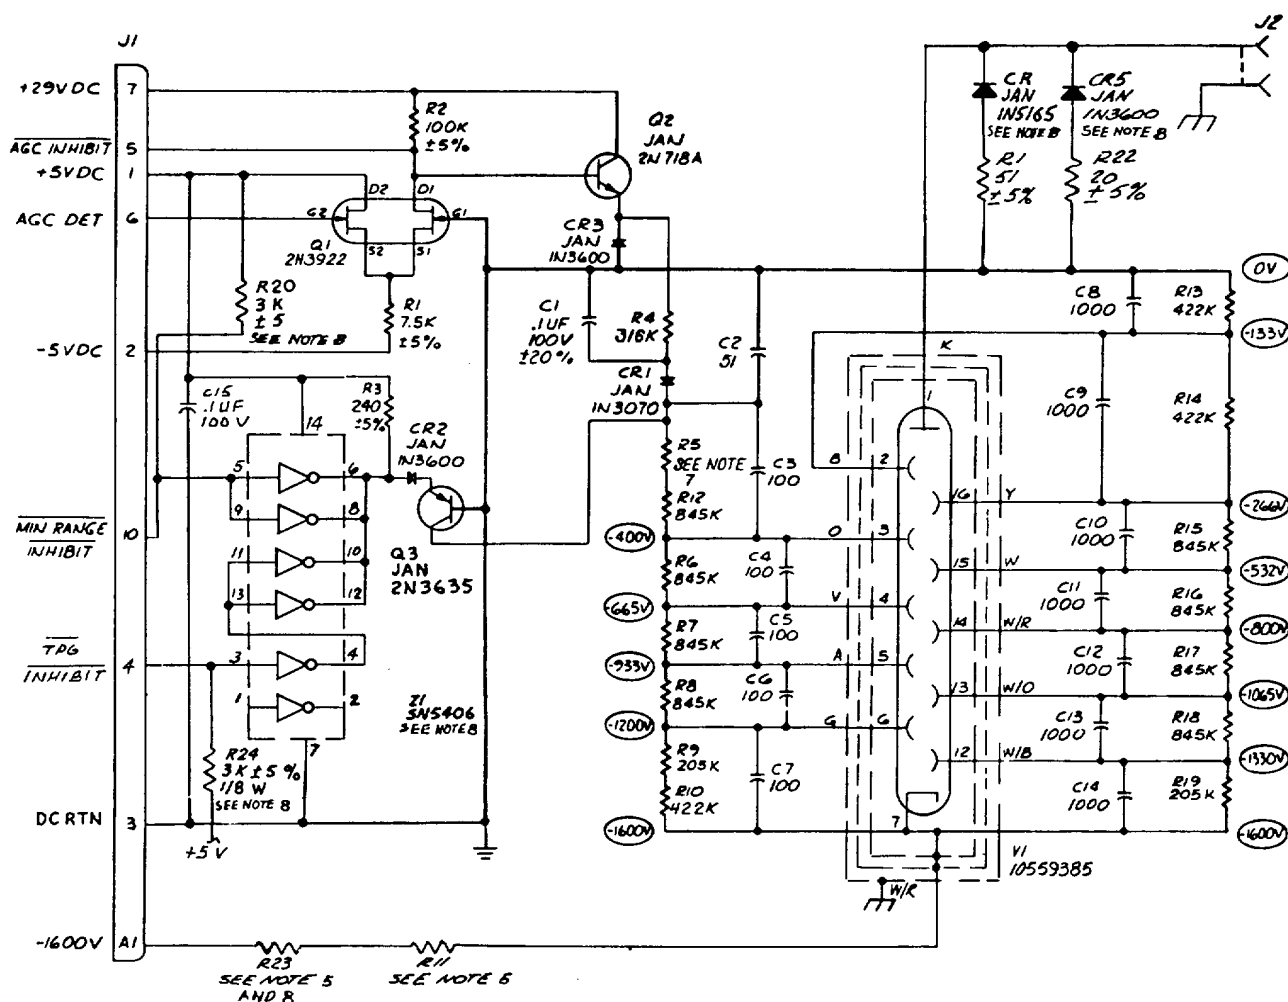 J1
J2
+29VDC 7
AGC INHIBIT 5
+5VDC 1
AGC DET 6
-5VDC 2
MIN RANGE
INHIBIT 10
TPG
INHIBIT 4
DC RTN 3
-1600V A1
R2
100K
±5%
Q2
JAN
2N718A
D2 D1
G2 G1
S2 S1
Q1
2N3922
CR3
JAN
1N3600
R20
3K
±5
SEE NOTE 8
R1
7.5K
±5%
C1
.1UF
100V
±20%
R4
316K
C2
51
CR1
JAN
1N3070
C15
.1UF
100V
R3
240
±5%
14
CR2
JAN
1N3600
5 6
9 8
11 10
13 12
3 4
1 2
7
Q3
JAN
2N3635
Z1
SN5406
SEE NOTE 8
R24
3K ±5%
1/8 W
SEE NOTE 8
+5V
R23
SEE NOTE 5
AND 8
R11
SEE NOTE 6
R5
SEE NOTE
7
R12
845K
C3
100
-400V
R6
845K
C4
100
-665V
R7
845K
C5
100
-933V
R8
845K
C6
100
-1200V
R9
205K
R10
422K
C7
100
-1600V
CR
JAN
1N5165
SEE NOTE 8
CR5
JAN
1N3600
SEE NOTE 8
R1
51
±5%
R22
20
±5%
0V
C8
1000
R13
422K
-133V
K
1
C9
1000
R14
422K
B 2
16 Y
-266V
O 3
C10
1000
R15
845K
15 W
-532V
V 4
C11
1000
R16
845K
14 W/R
-800V
A 5
C12
1000
R17
845K
13 W/O
-1065V
G 6
C13
1000
R18
845K
12 W/B
-1330V
C14
1000
R19
205K
7
-1600V
V1
10559385
W/R